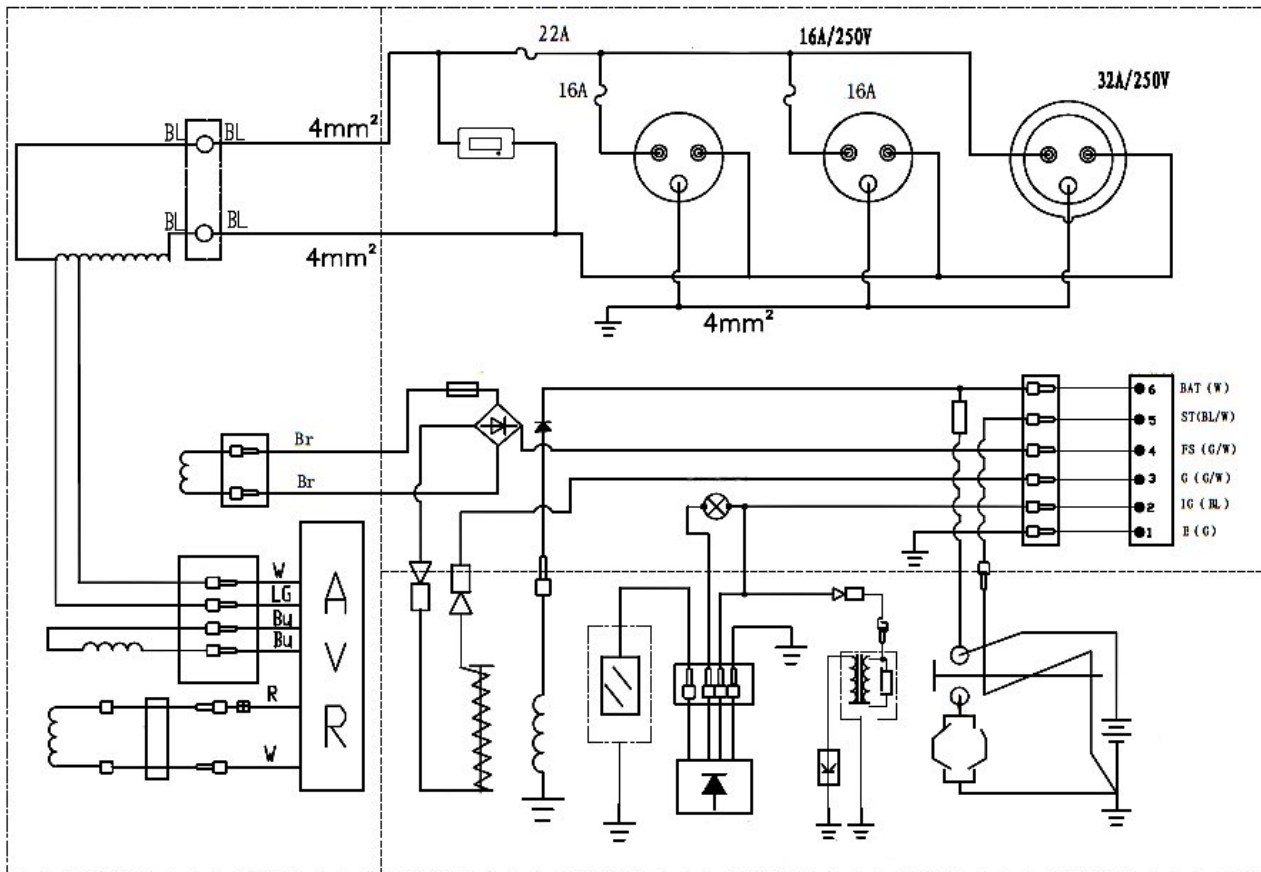 22A
16A/250V
32A/250V
16A
16A
BL
BL
4mm²
BL
BL
4mm²
4mm²
6 BAT (W)
5 ST(BL/W)
4 FS (G/W)
3 G (G/W)
2 IG (BL)
1 E (G)
Br
Br
W
LG
Bu
Bu
R
W
A
V
R